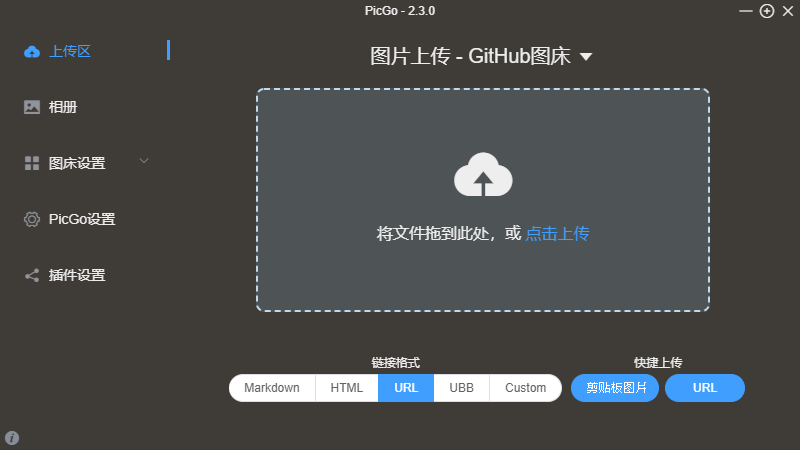 PicGo - 2.3.0
上传区
相册
图床设置
PicGo设置
插件设置
图片上传 - GitHub图床
将文件拖到此处，或 点击上传
链接格式
Markdown HTML URL UBB Custom
快捷上传
剪贴板图片 URL